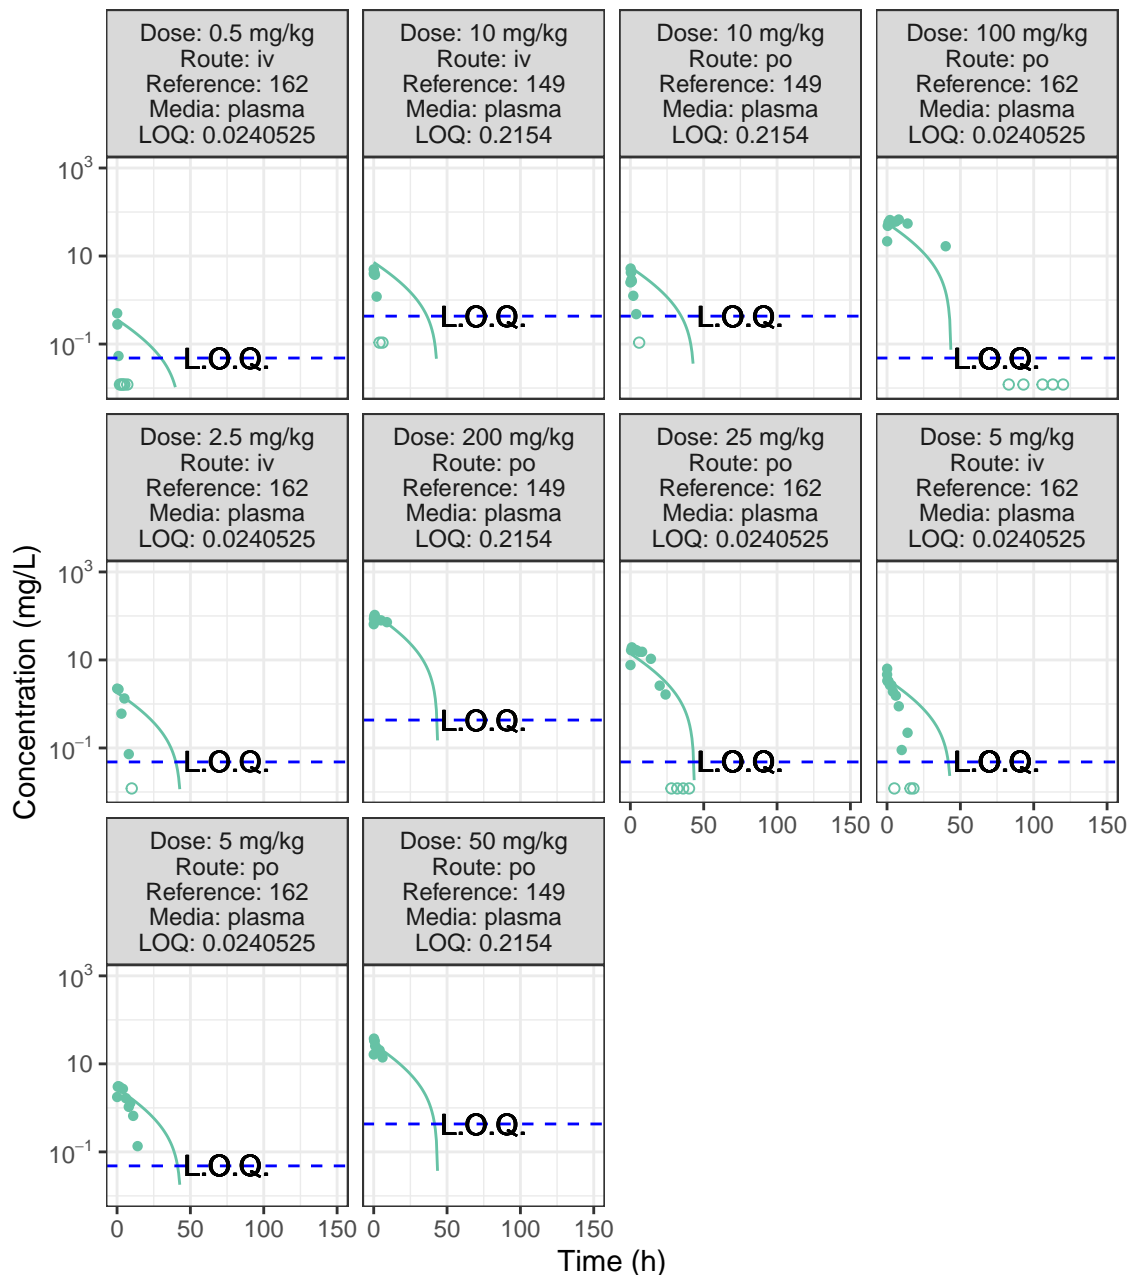 Dose: 0.5 mg/kg
Route: iv
Reference: 162
Media: plasma
LOQ: 0.0240525
Dose: 10 mg/kg
Route: iv
Reference: 149
Media: plasma
LOQ: 0.2154
Dose: 10 mg/kg
Route: po
Reference: 149
Media: plasma
LOQ: 0.2154
Dose: 100 mg/kg
Route: po
Reference: 162
Media: plasma
LOQ: 0.0240525
10³
10
10⁻¹
L.O.Q.
L.O.Q.
L.O.Q.
L.O.Q.
Dose: 2.5 mg/kg
Route: iv
Reference: 162
Media: plasma
LOQ: 0.0240525
Dose: 200 mg/kg
Route: po
Reference: 149
Media: plasma
LOQ: 0.2154
Dose: 25 mg/kg
Route: po
Reference: 162
Media: plasma
LOQ: 0.0240525
Dose: 5 mg/kg
Route: iv
Reference: 162
Media: plasma
LOQ: 0.0240525
Concentration (mg/L)
10³
10
10⁻¹
L.O.Q.
L.O.Q.
L.O.Q.
L.O.Q.
0 50 100 150
0 50 100 150
Dose: 5 mg/kg
Route: po
Reference: 162
Media: plasma
LOQ: 0.0240525
Dose: 50 mg/kg
Route: po
Reference: 149
Media: plasma
LOQ: 0.2154
10³
10
10⁻¹
L.O.Q.
L.O.Q.
0 50 100 150
0 50 100 150
Time (h)